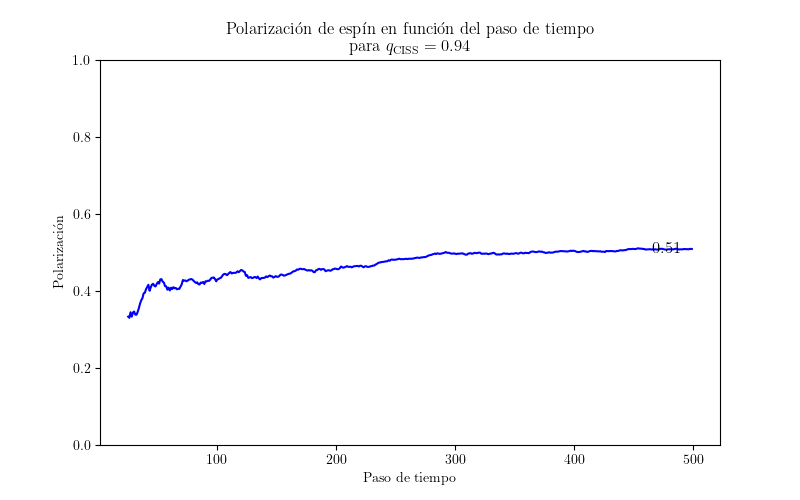 Polarización de espín en función del paso de tiempo
para q_CISS = 0.94
1.0
0.8
0.6
0.4
0.2
0.0
Polarización
0.51
100 200 300 400 500
Paso de tiempo